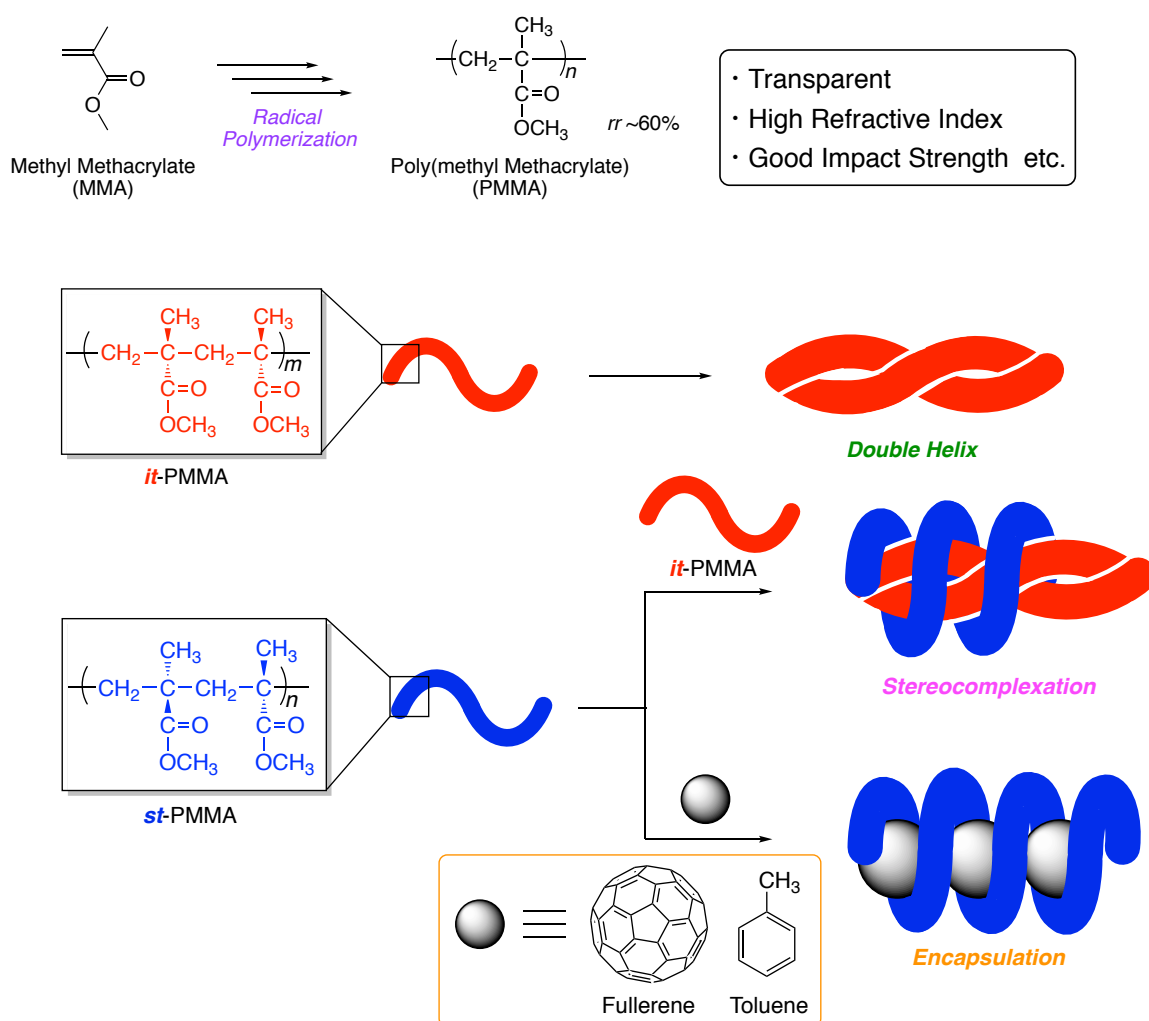 CH3
( CH2 C )n
C=O
OCH3
O
O
Radical
Polymerization
rr ~60%
Methyl Methacrylate
(MMA)
Poly(methyl Methacrylate)
(PMMA)
・ Transparent
・ High Refractive Index
・ Good Impact Strength etc.
CH3 CH3
( CH2 C CH2 C )m
C=O C=O
OCH3 OCH3
it-PMMA
Double Helix
it-PMMA
Stereocomplexation
CH3 CH3
( CH2 C CH2 C )n
C=O C=O
OCH3 OCH3
st-PMMA
Encapsulation
CH3
Fullerene Toluene